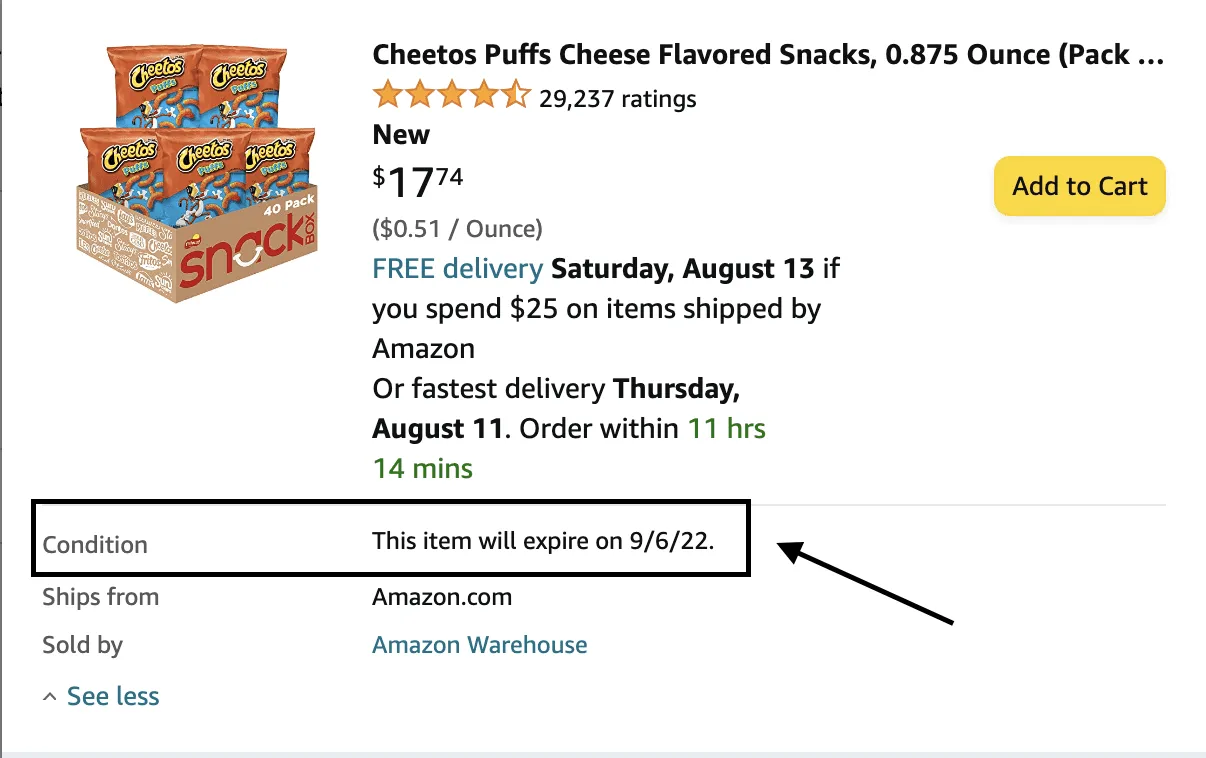 Cheetos Puffs Cheese Flavored Snacks, 0.875 Ounce (Pack ...
29,237 ratings
New
$17 74
($0.51 / Ounce)
FREE delivery Saturday, August 13 if
you spend $25 on items shipped by
Amazon
Or fastest delivery Thursday,
August 11. Order within 11 hrs
14 mins
Add to Cart
Cheetos
Puffs
Cheetos
Puffs
Cheetos
Puffs
Cheetos
Puffs
Cheetos
Puffs
40 Pack
snack BOX
Condition
This item will expire on 9/6/22.
Ships from
Amazon.com
Sold by
Amazon Warehouse
See less